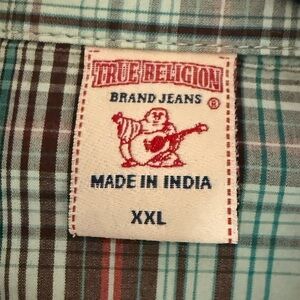 TRUE RELIGION
BRAND JEANS ®
MADE IN INDIA
XXL